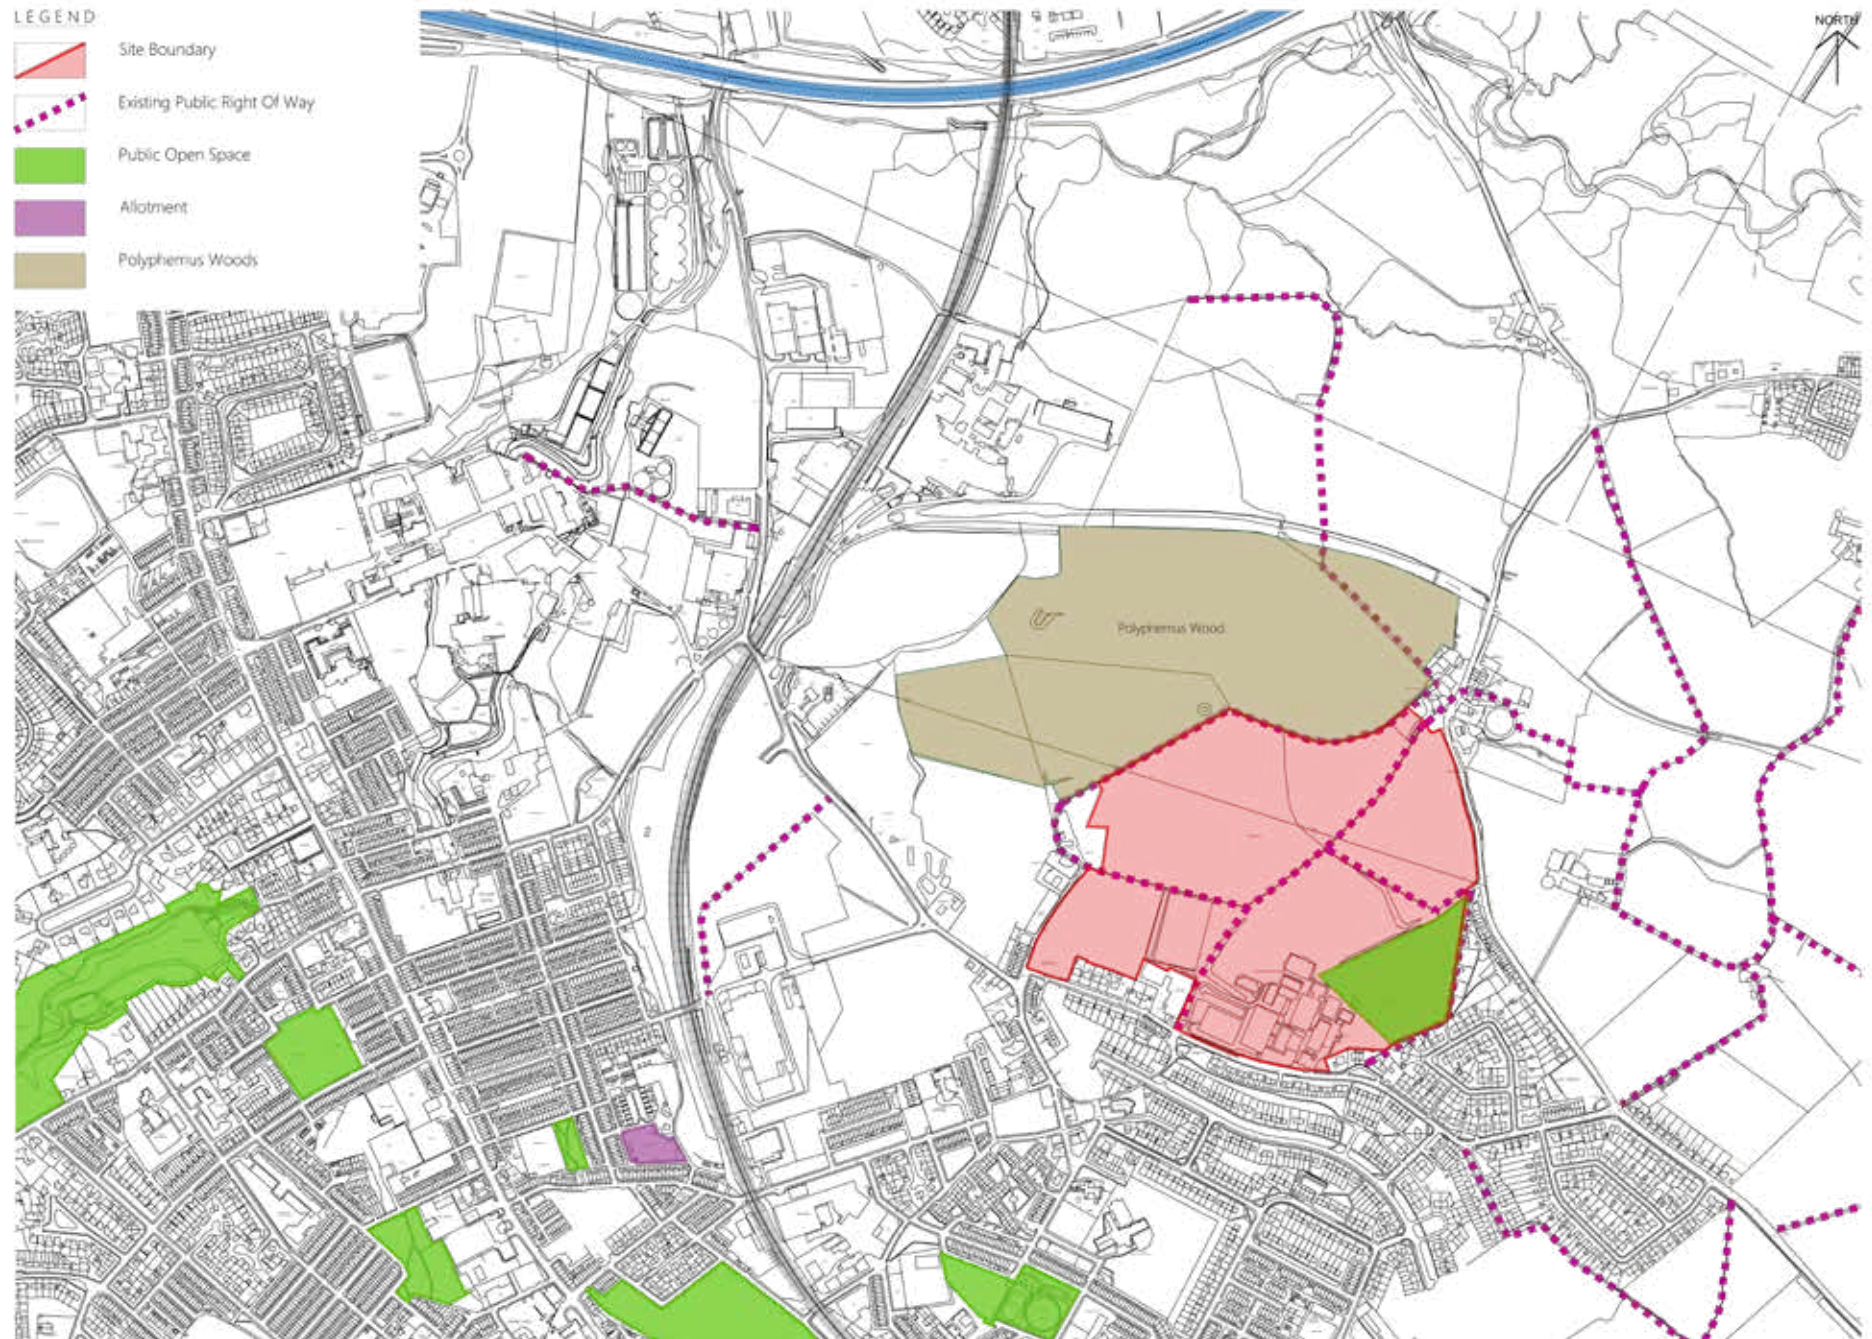 LEGEND
Site Boundary
Existing Public Right Of Way
Public Open Space
Allotment
Polyphemus Woods
NORTH
Polyphemus Wood